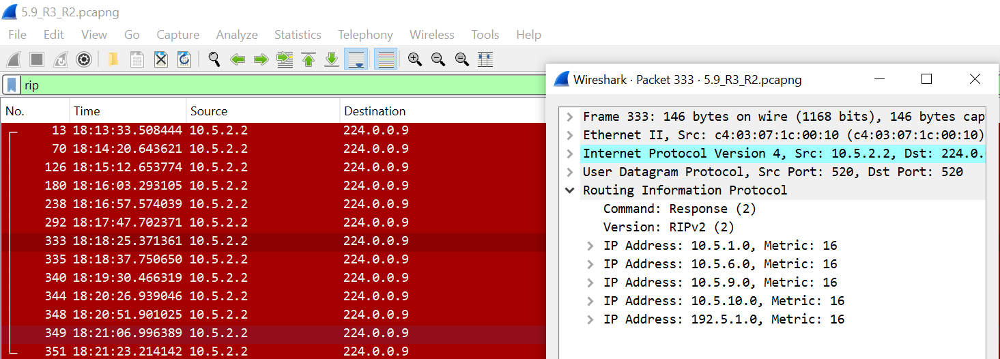 5.9_R3_R2.pcapng
File Edit View Go Capture Analyze Statistics Telephony Wireless Tools Help
rip
No. Time Source Destination
13 18:13:33.508444 10.5.2.2 224.0.0.9
70 18:14:20.643621 10.5.2.2 224.0.0.9
126 18:15:12.653774 10.5.2.2 224.0.0.9
180 18:16:03.293105 10.5.2.2 224.0.0.9
238 18:16:57.574039 10.5.2.2 224.0.0.9
292 18:17:47.702371 10.5.2.2 224.0.0.9
333 18:18:25.371361 10.5.2.2 224.0.0.9
335 18:18:37.750650 10.5.2.2 224.0.0.9
340 18:19:30.466319 10.5.2.2 224.0.0.9
344 18:20:26.939046 10.5.2.2 224.0.0.9
348 18:20:51.901025 10.5.2.2 224.0.0.9
349 18:21:06.996389 10.5.2.2 224.0.0.9
351 18:21:23.214142 10.5.2.2 224.0.0.9
Wireshark · Packet 333 · 5.9_R3_R2.pcapng
Frame 333: 146 bytes on wire (1168 bits), 146 bytes cap
Ethernet II, Src: c4:03:07:1c:00:10 (c4:03:07:1c:00:10)
Internet Protocol Version 4, Src: 10.5.2.2, Dst: 224.0.
User Datagram Protocol, Src Port: 520, Dst Port: 520
Routing Information Protocol
Command: Response (2)
Version: RIPv2 (2)
IP Address: 10.5.1.0, Metric: 16
IP Address: 10.5.6.0, Metric: 16
IP Address: 10.5.9.0, Metric: 16
IP Address: 10.5.10.0, Metric: 16
IP Address: 192.5.1.0, Metric: 16